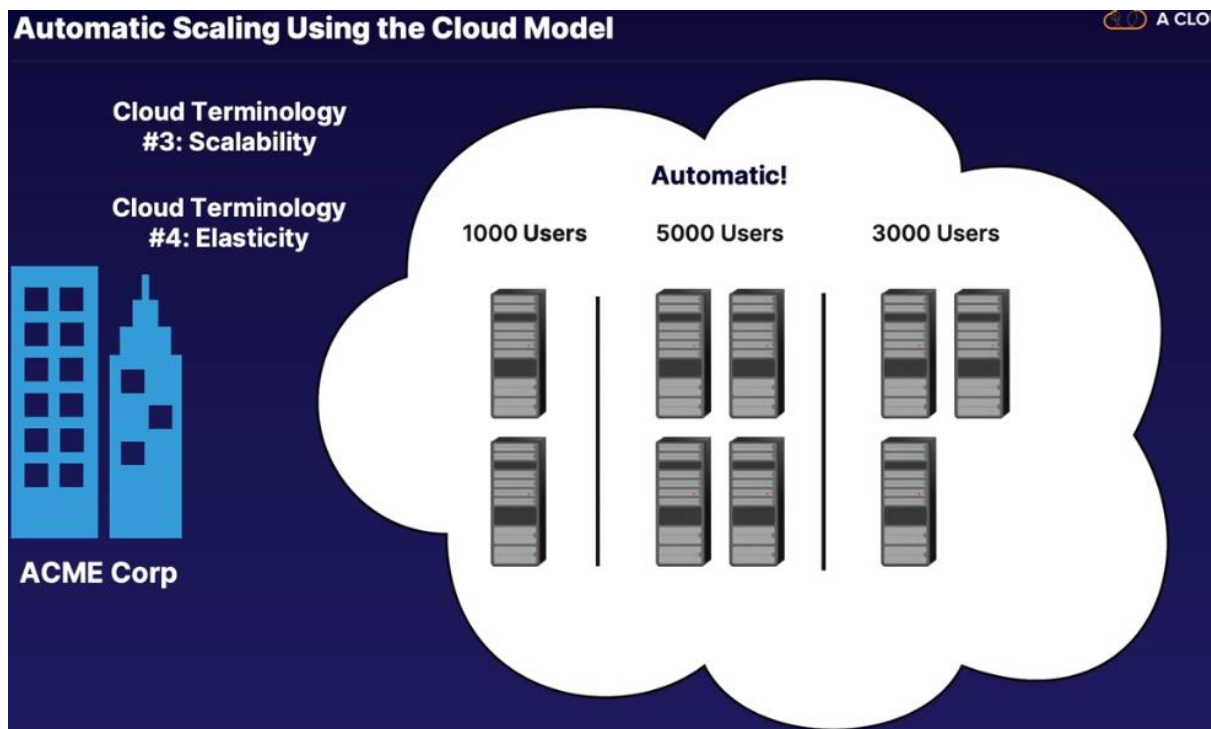 Automatic Scaling Using the Cloud Model
A CLO
Cloud Terminology
#3: Scalability
Cloud Terminology
#4: Elasticity
Automatic!
1000 Users
5000 Users
3000 Users
ACME Corp